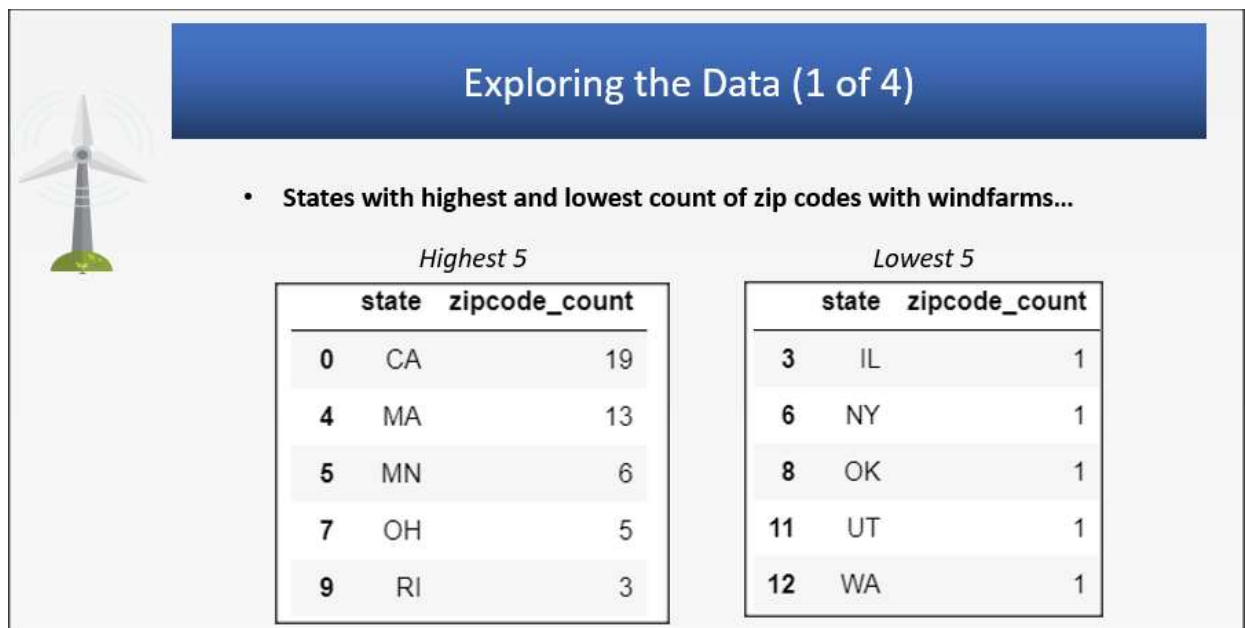 Exploring the Data (1 of 4)
• States with highest and lowest count of zip codes with windfarms...
Highest 5
state zipcode_count
0 CA 19
4 MA 13
5 MN 6
7 OH 5
9 RI 3
Lowest 5
state zipcode_count
3 IL 1
6 NY 1
8 OK 1
11 UT 1
12 WA 1